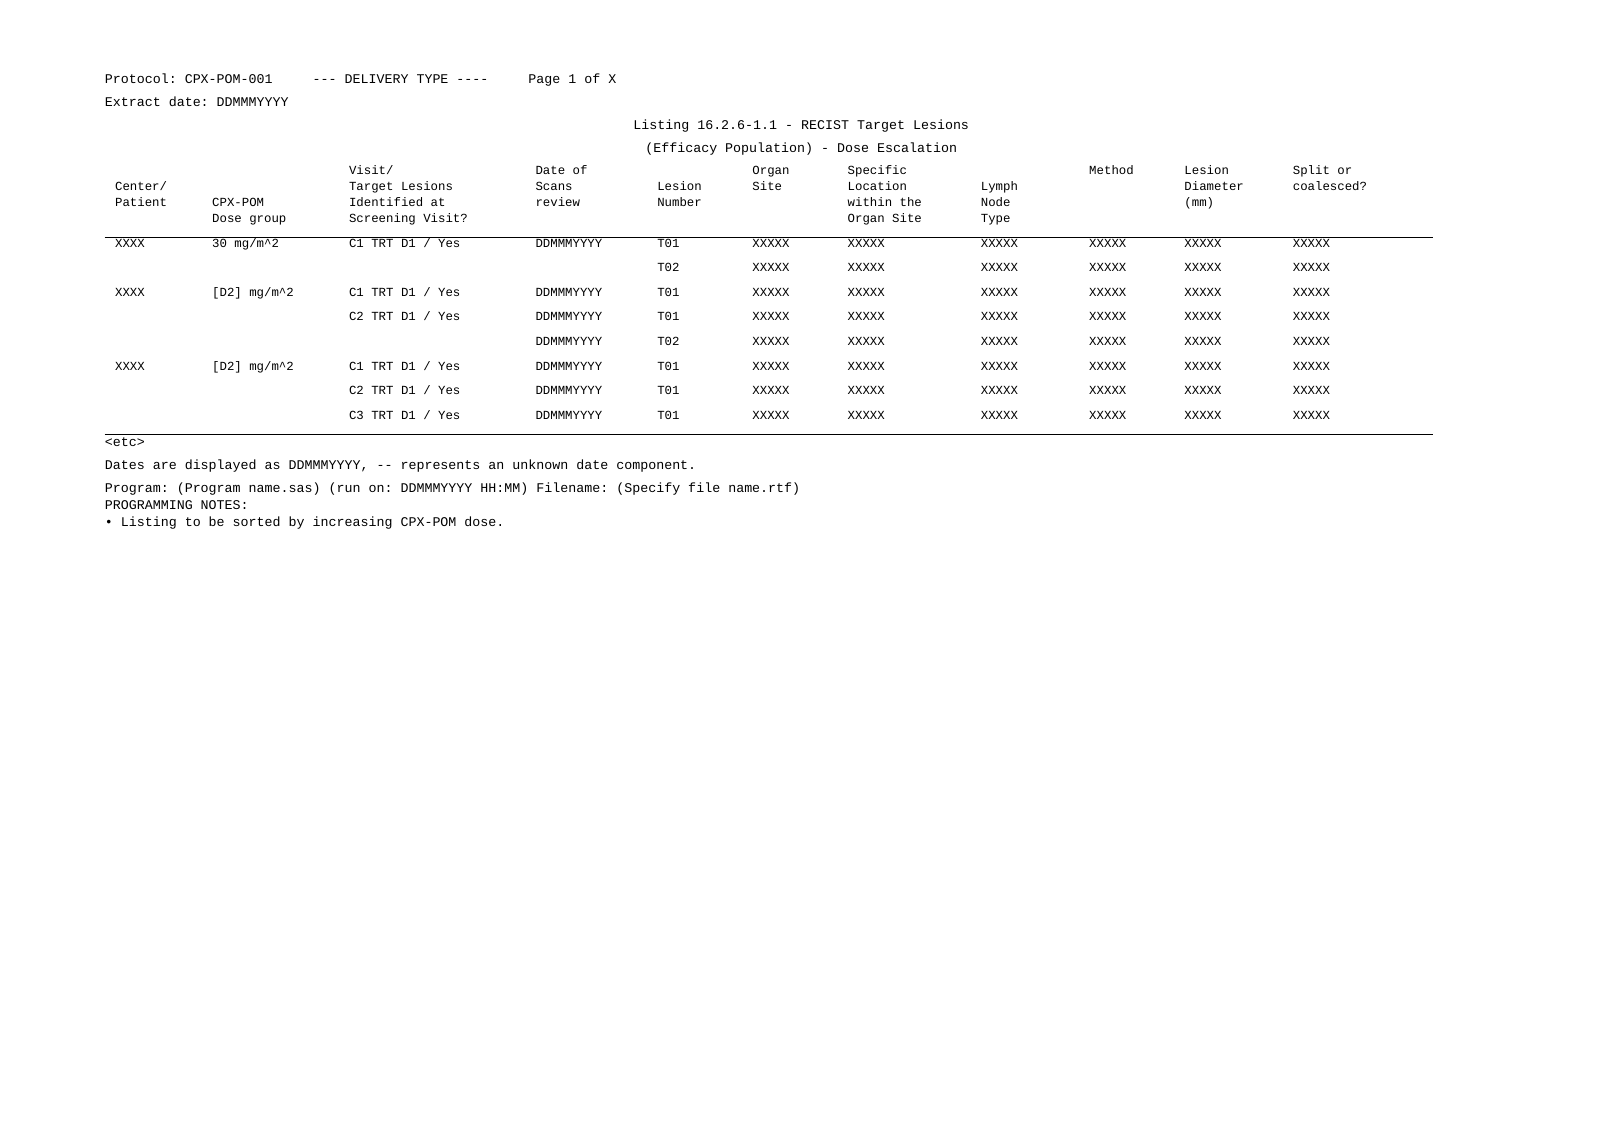 Protocol: CPX-POM-001     --- DELIVERY TYPE ----     Page 1 of X
Extract date: DDMMMYYYY
Listing 16.2.6-1.1 - RECIST Target Lesions
(Efficacy Population) - Dose Escalation
Center/ Patient | CPX-POM Dose group | Visit/ Target Lesions Identified at Screening Visit? | Date of Scans review | Lesion Number | Organ Site | Specific Location within the Organ Site | Lymph Node Type | Method | Lesion Diameter (mm) | Split or coalesced?
XXXX 30 mg/m^2 C1 TRT D1 / Yes DDMMMYYYY T01 XXXXX XXXXX XXXXX XXXXX XXXXX XXXXX
T02 XXXXX XXXXX XXXXX XXXXX XXXXX XXXXX
XXXX [D2] mg/m^2 C1 TRT D1 / Yes DDMMMYYYY T01 XXXXX XXXXX XXXXX XXXXX XXXXX XXXXX
C2 TRT D1 / Yes DDMMMYYYY T01 XXXXX XXXXX XXXXX XXXXX XXXXX XXXXX
DDMMMYYYY T02 XXXXX XXXXX XXXXX XXXXX XXXXX XXXXX
XXXX [D2] mg/m^2 C1 TRT D1 / Yes DDMMMYYYY T01 XXXXX XXXXX XXXXX XXXXX XXXXX XXXXX
C2 TRT D1 / Yes DDMMMYYYY T01 XXXXX XXXXX XXXXX XXXXX XXXXX XXXXX
C3 TRT D1 / Yes DDMMMYYYY T01 XXXXX XXXXX XXXXX XXXXX XXXXX XXXXX
<etc>
Dates are displayed as DDMMMYYYY, -- represents an unknown date component.
Program: (Program name.sas) (run on: DDMMMYYYY HH:MM) Filename: (Specify file name.rtf)
PROGRAMMING NOTES:
• Listing to be sorted by increasing CPX-POM dose.